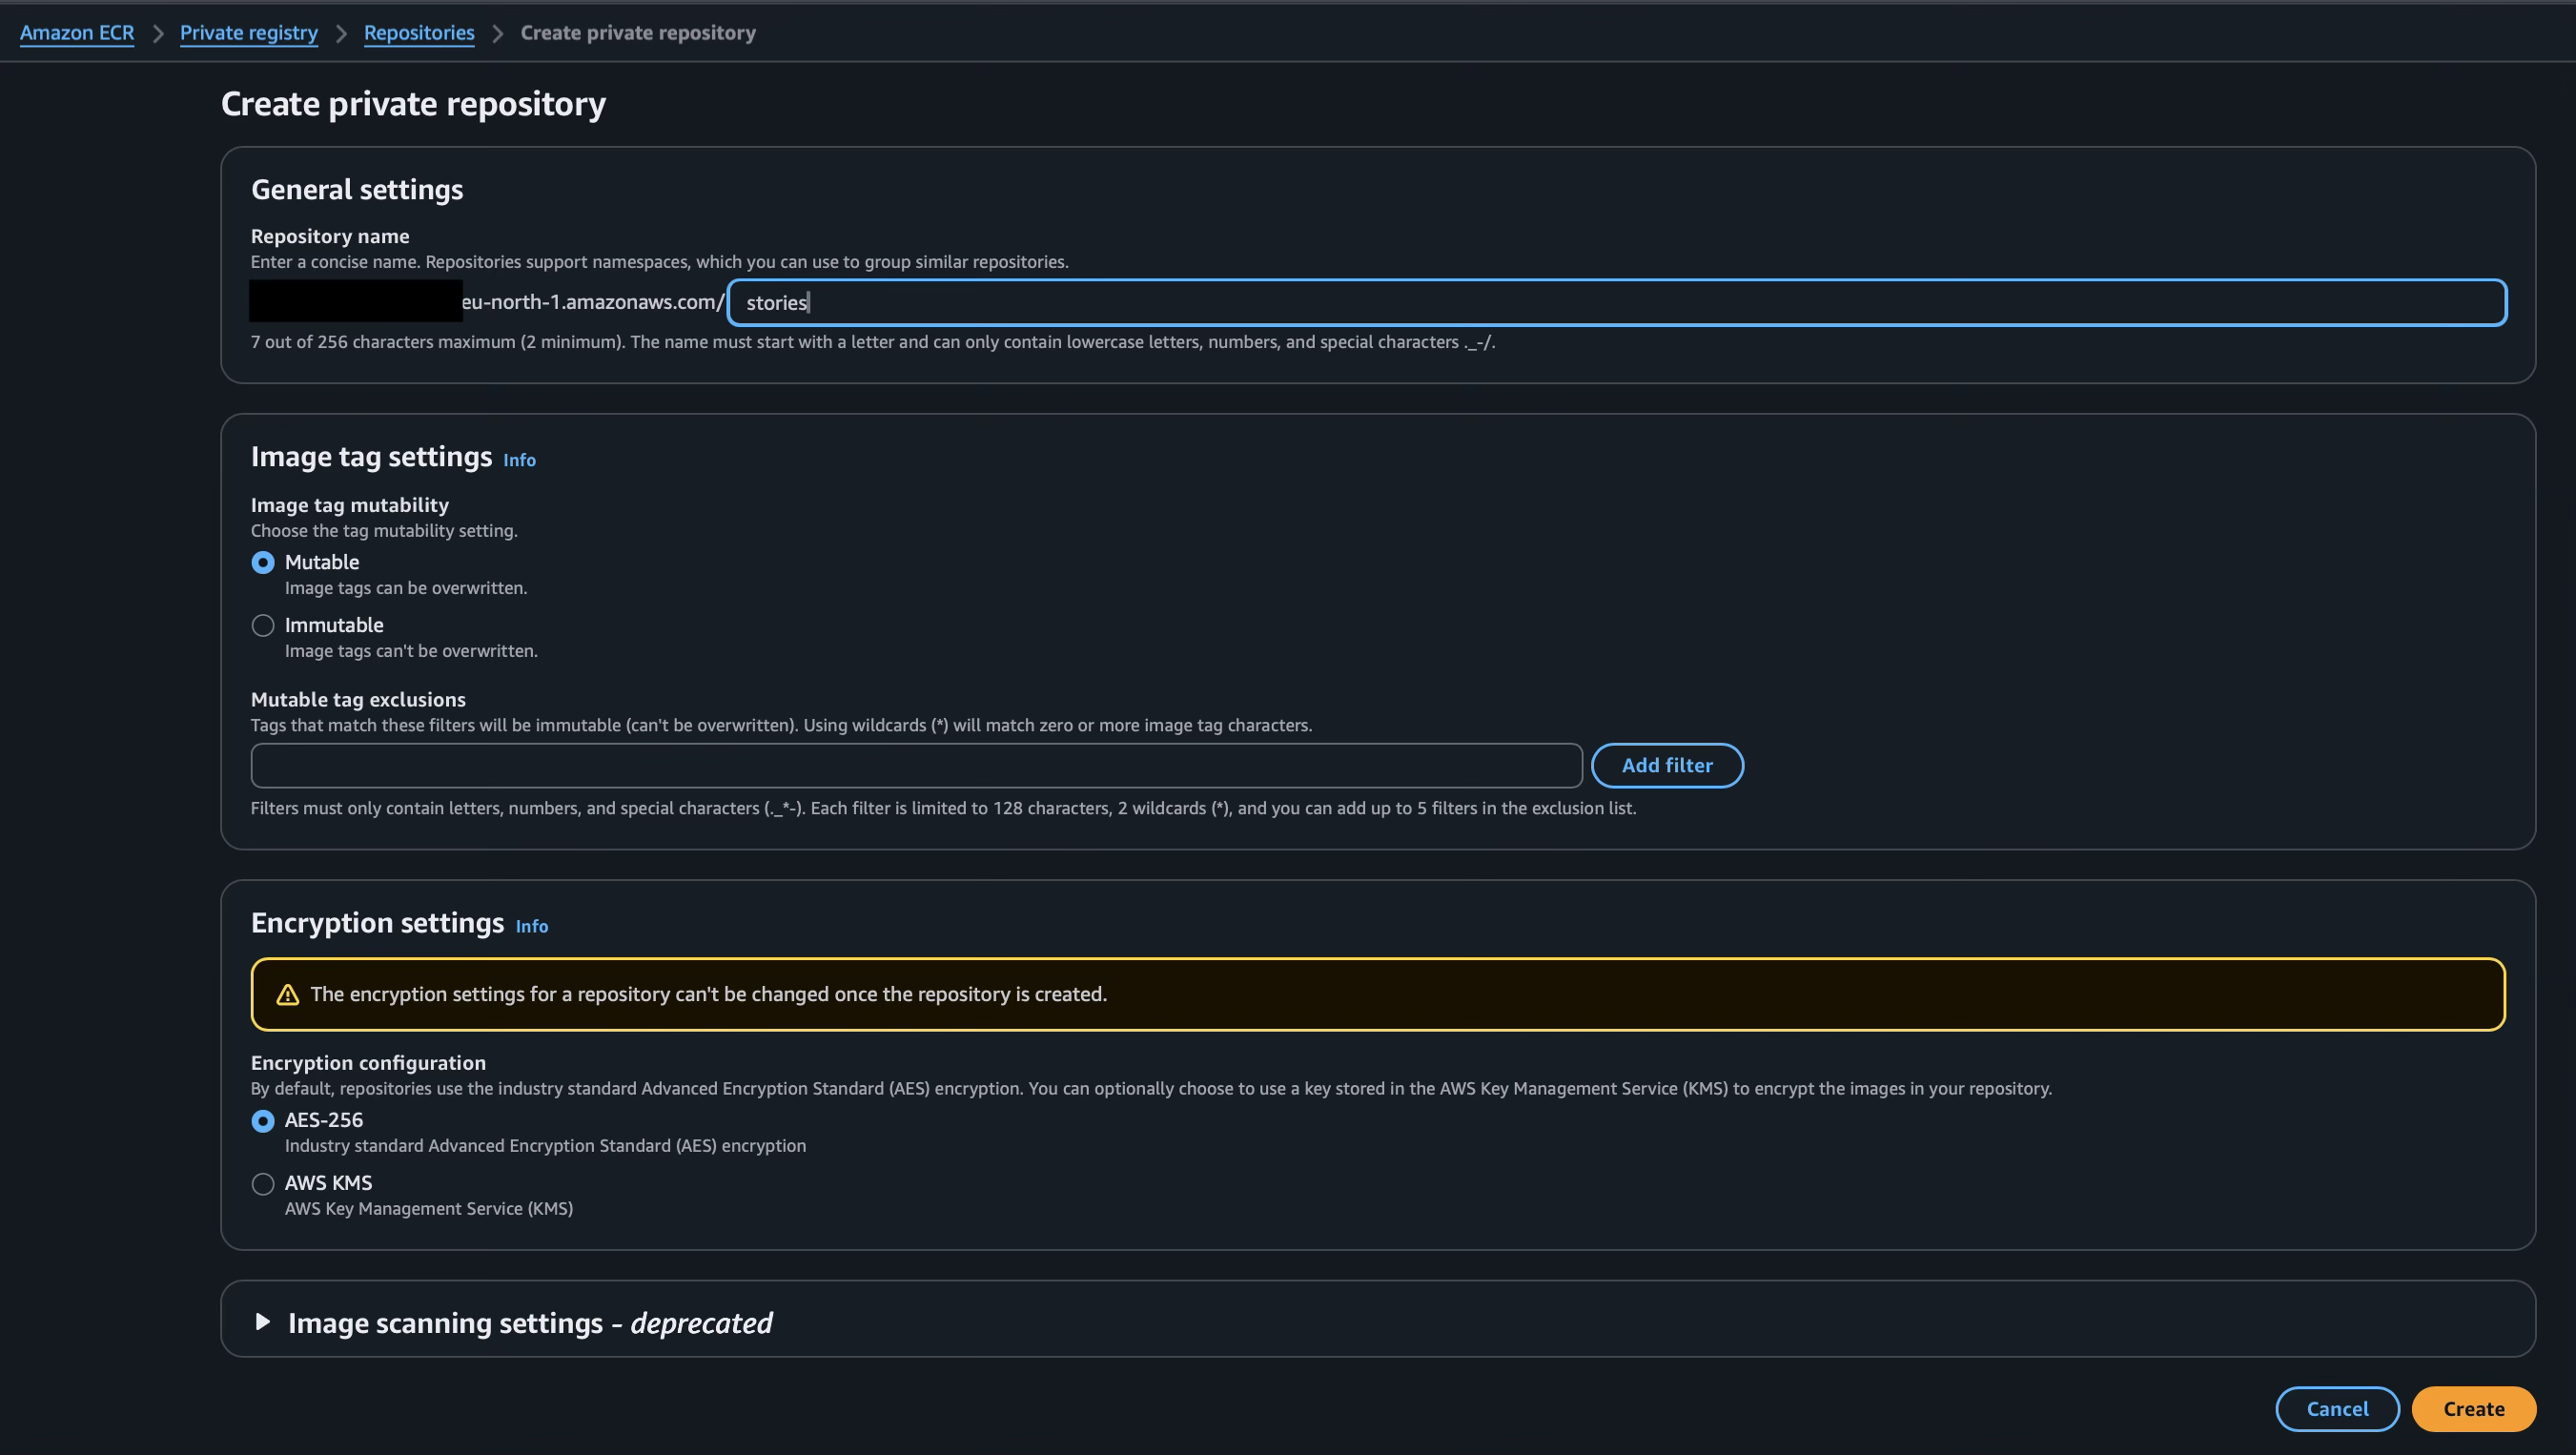 Amazon ECR > Private registry > Repositories > Create private repository
Create private repository
General settings
Repository name
Enter a concise name. Repositories support namespaces, which you can use to group similar repositories.
eu-north-1.amazonaws.com/ stories
7 out of 256 characters maximum (2 minimum). The name must start with a letter and can only contain lowercase letters, numbers, and special characters ._-/.
Image tag settings Info
Image tag mutability
Choose the tag mutability setting.
Mutable
Image tags can be overwritten.
Immutable
Image tags can't be overwritten.
Mutable tag exclusions
Tags that match these filters will be immutable (can't be overwritten). Using wildcards (*) will match zero or more image tag characters.
Add filter
Filters must only contain letters, numbers, and special characters (._*-). Each filter is limited to 128 characters, 2 wildcards (*), and you can add up to 5 filters in the exclusion list.
Encryption settings Info
The encryption settings for a repository can't be changed once the repository is created.
Encryption configuration
By default, repositories use the industry standard Advanced Encryption Standard (AES) encryption. You can optionally choose to use a key stored in the AWS Key Management Service (KMS) to encrypt the images in your repository.
AES-256
Industry standard Advanced Encryption Standard (AES) encryption
AWS KMS
AWS Key Management Service (KMS)
Image scanning settings - deprecated
Cancel Create